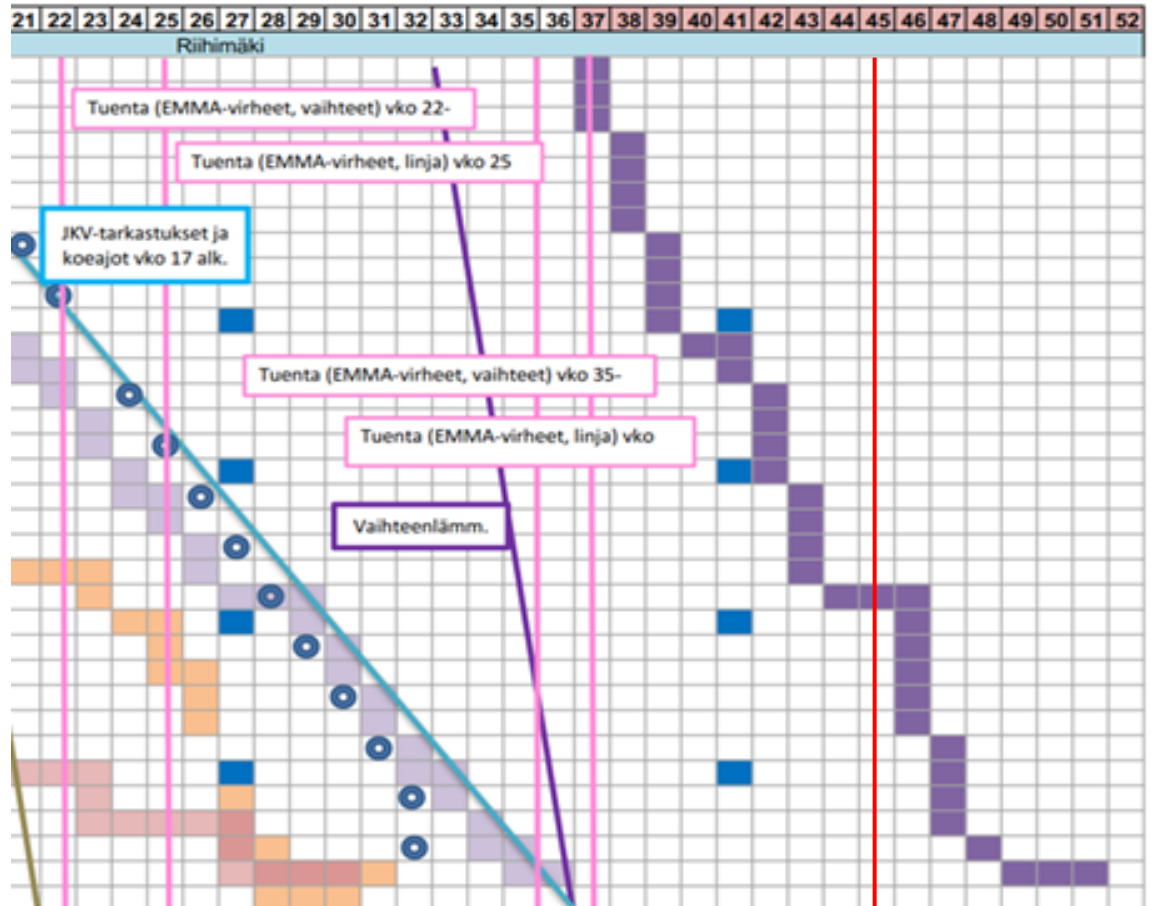 21 22 23 24 25 27 28 29 30 31 34 35 36 37 38 39 40 41 42 43 44 45 46 47 48 49 50 51 52
Riihimäki
Tuenta (EMMA-virheet, vaihteet) vko 22-
Tuenta (EMMA-virheet, linja) vko 25
JKV-tarkastukset ja
koeajot vko 17 alk.
Tuenta (EMMA-virheet, vaihteet) vko 35-
Tuenta (EMMA-virheet, linja) vko
Vaihteenlämm.